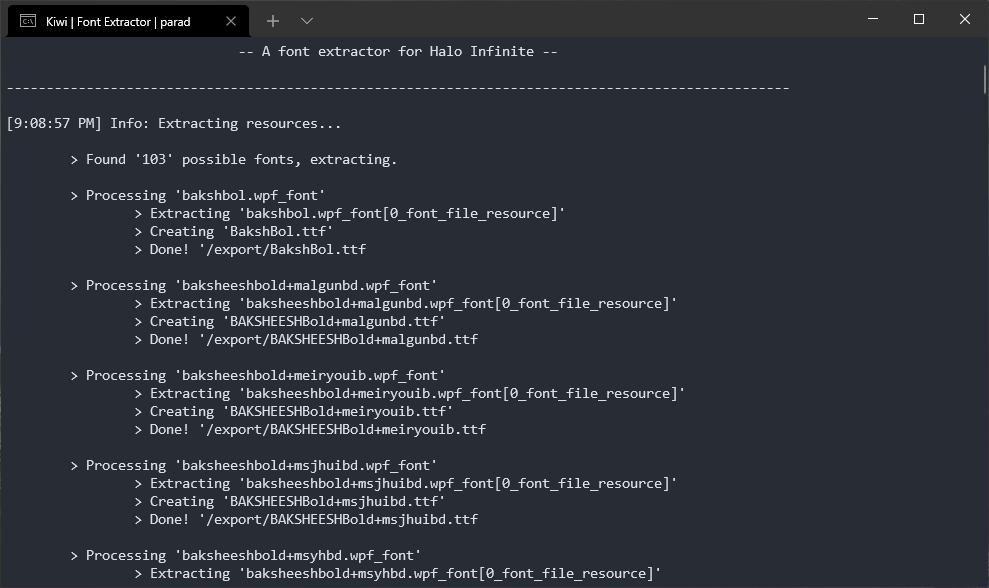 Kiwi | Font Extractor | parad
-- A font extractor for Halo Infinite --
--------------------------------------------------------------------------------------------------
[9:08:57 PM] Info: Extracting resources...
> Found '103' possible fonts, extracting.
> Processing 'bakshbol.wpf_font'
> Extracting 'bakshbol.wpf_font[0_font_file_resource]'
> Creating 'BakshBol.ttf'
> Done! '/export/BakshBol.ttf
> Processing 'baksheeshbold+malgunbd.wpf_font'
> Extracting 'baksheeshbold+malgunbd.wpf_font[0_font_file_resource]'
> Creating 'BAKSHEESHBold+malgunbd.ttf'
> Done! '/export/BAKSHEESHBold+malgunbd.ttf
> Processing 'baksheeshbold+meiryouib.wpf_font'
> Extracting 'baksheeshbold+meiryouib.wpf_font[0_font_file_resource]'
> Creating 'BAKSHEESHBold+meiryouib.ttf'
> Done! '/export/BAKSHEESHBold+meiryouib.ttf
> Processing 'baksheeshbold+msjhuibd.wpf_font'
> Extracting 'baksheeshbold+msjhuibd.wpf_font[0_font_file_resource]'
> Creating 'BAKSHEESHBold+msjhuibd.ttf'
> Done! '/export/BAKSHEESHBold+msjhuibd.ttf
> Processing 'baksheeshbold+msyhbd.wpf_font'
> Extracting 'baksheeshbold+msyhbd.wpf_font[0_font_file_resource]'